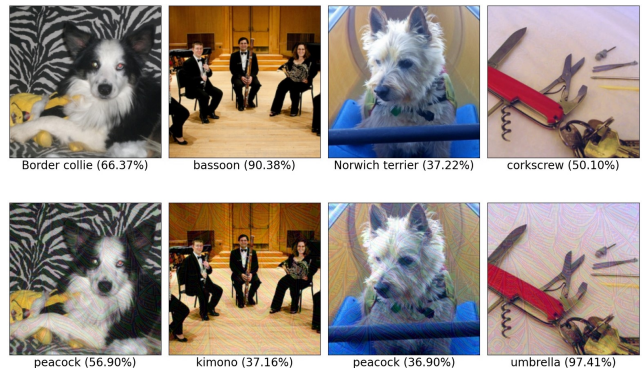 Border collie (66.37%) bassoon (90.38%) Norwich terrier (37.22%) corkscrew (50.10%)
peacock (56.90%) kimono (37.16%) peacock (36.90%) umbrella (97.41%)